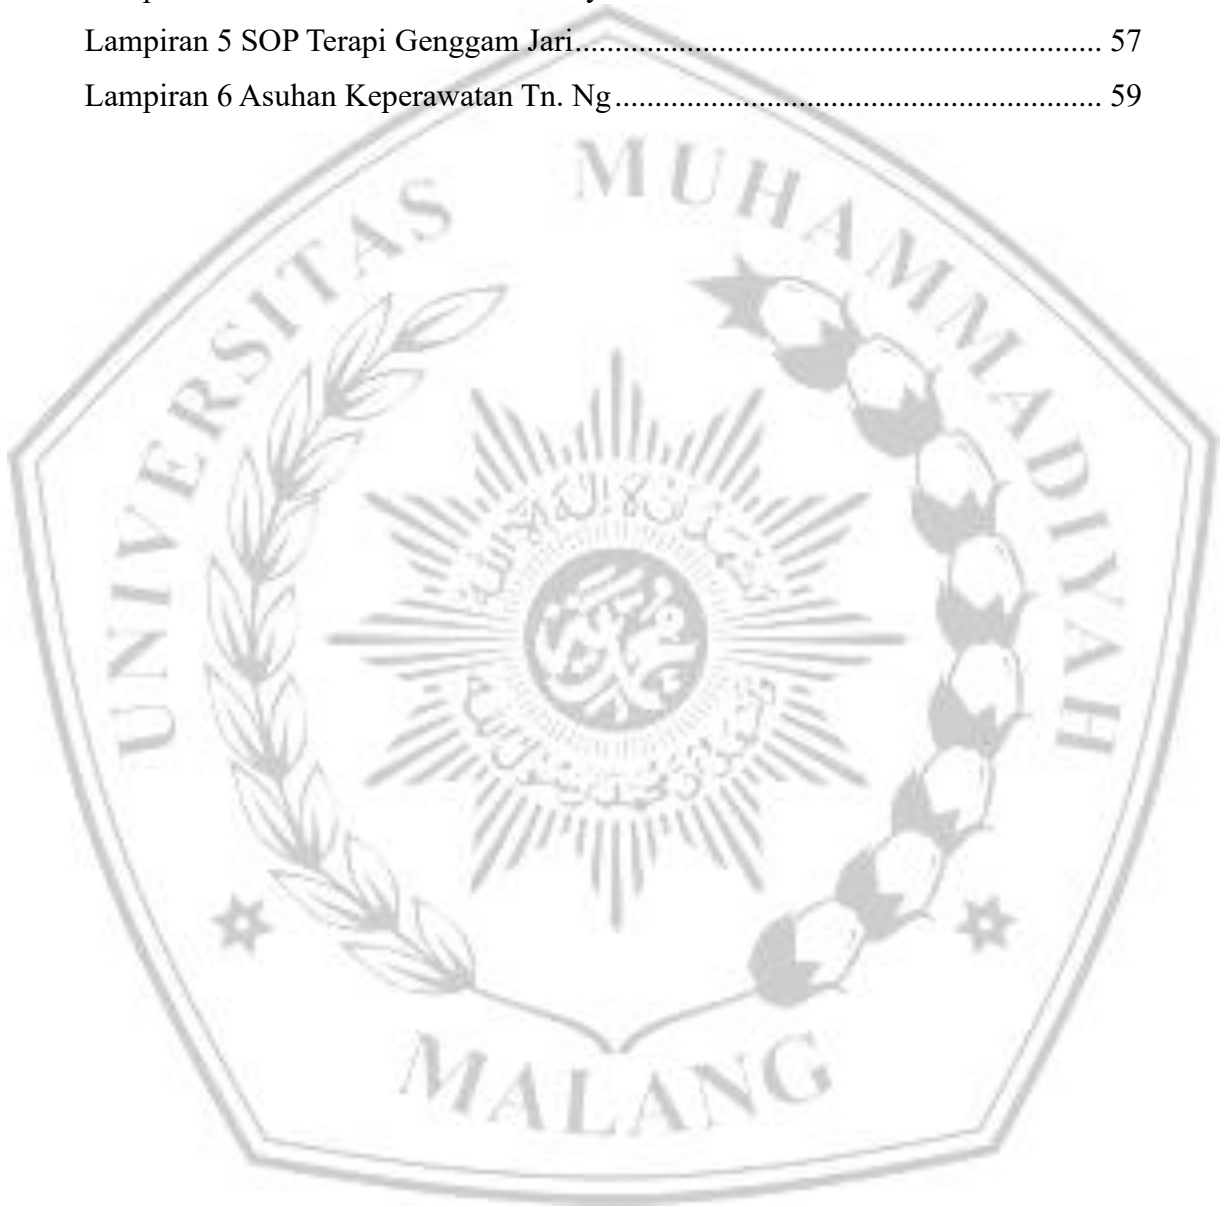 Lampiran 5 SOP Terapi Genggam Jari.................................................................. 57
Lampiran 6 Asuhan Keperawatan Tn. Ng............................................................. 59
UNIVERSITAS MUHAMMADIYAH
MALANG